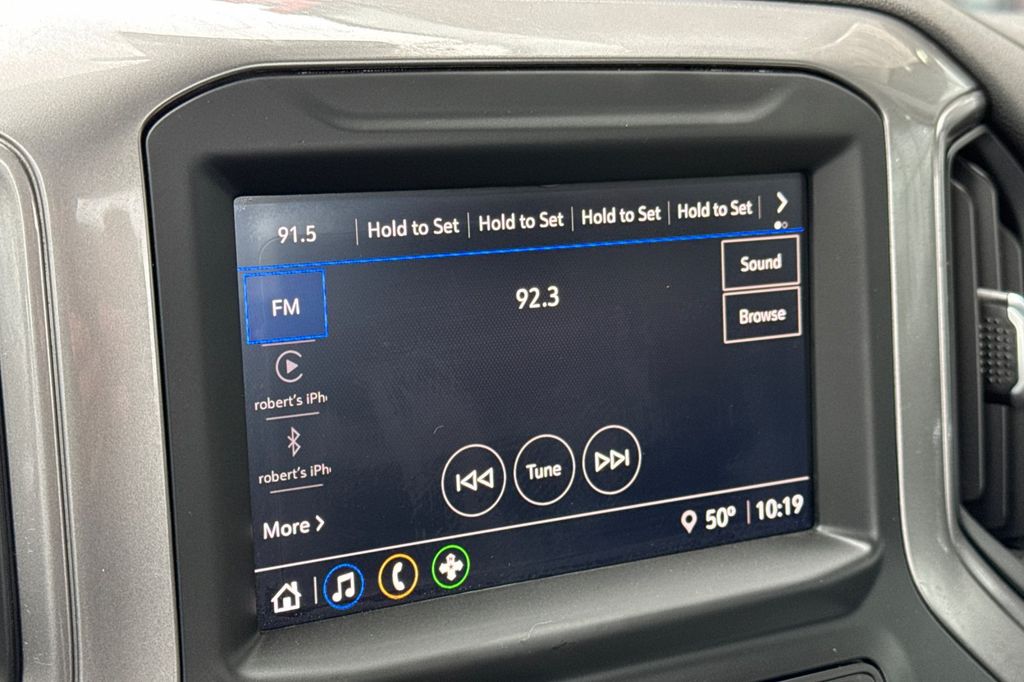 91.5 Hold to Set Hold to Set Hold to Set Hold to Set
FM
92.3
Sound
Browse
robert's iPh
robert's iPh
Tune
More
50° 10:19